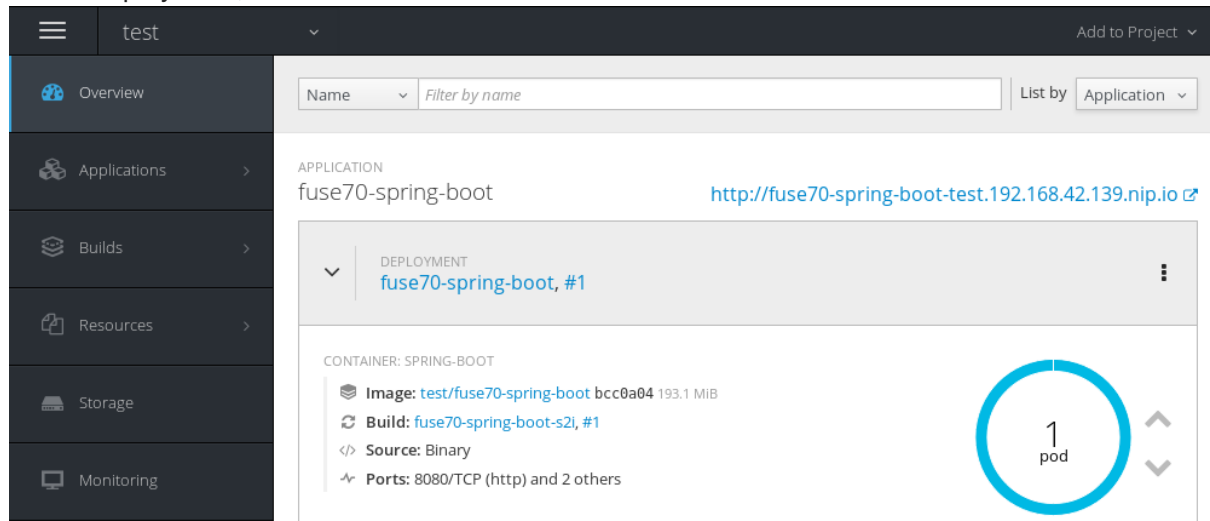 test
Add to Project
Overview
Name
Filter by name
List by
Application
Applications
APPLICATION
fuse70-spring-boot
http://fuse70-spring-boot-test.192.168.42.139.nip.io
Builds
DEPLOYMENT
fuse70-spring-boot, #1
Resources
CONTAINER: SPRING-BOOT
Image: test/fuse70-spring-boot bcc0a04 193.1 MiB
Build: fuse70-spring-boot-s2i, #1
Source: Binary
Ports: 8080/TCP (http) and 2 others
1
pod
Storage
Monitoring